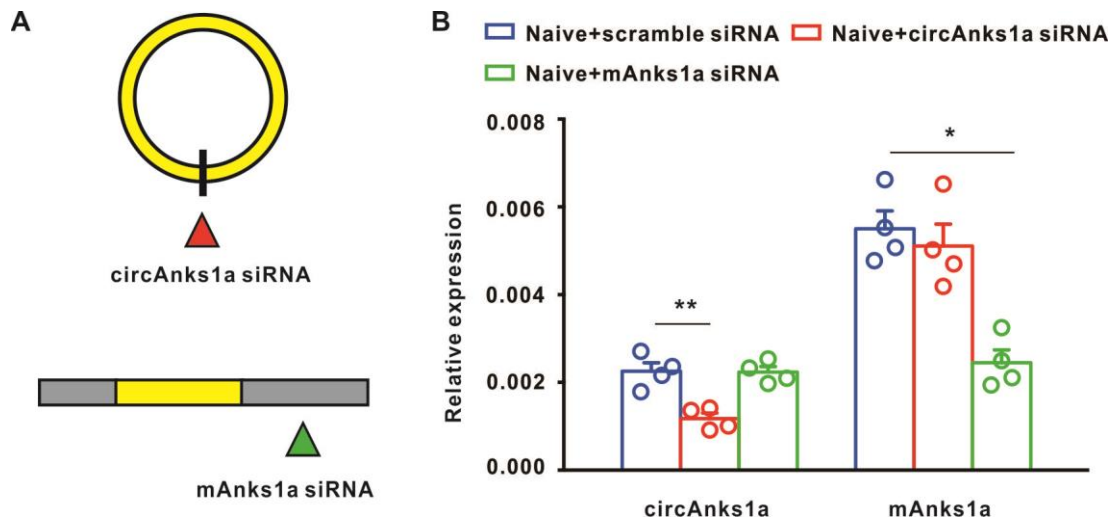 A
circAnks1a siRNA
mAnks1a siRNA
B
Naive+scramble siRNA Naive+circAnks1a siRNA
Naive+mAnks1a siRNA
Relative expression
0.008
0.006
0.004
0.002
0.000
**
*
circAnks1a mAnks1a